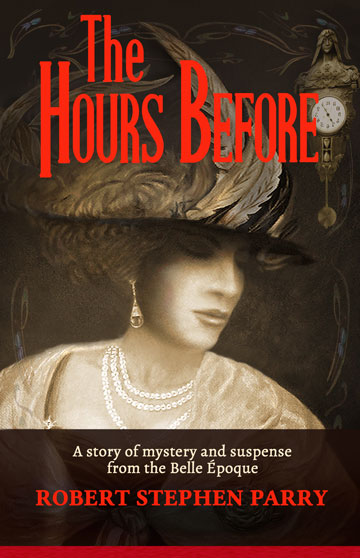 The
Hours Before
A story of mystery and suspense
from the Belle Époque
ROBERT STEPHEN PARRY